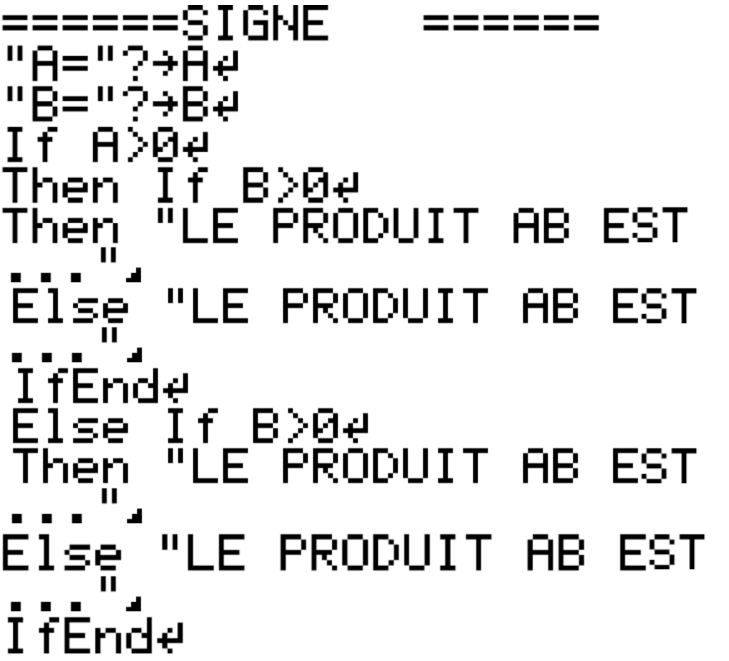 ======SIGNE   ======
"A="?→A↵
"B="?→B↵
If A>0↵
Then If B>0↵
Then "LE PRODUIT AB EST
..."◢
Else "LE PRODUIT AB EST
..."◢
IfEnd↵
Else If B>0↵
Then "LE PRODUIT AB EST
..."◢
Else "LE PRODUIT AB EST
..."◢
IfEnd↵